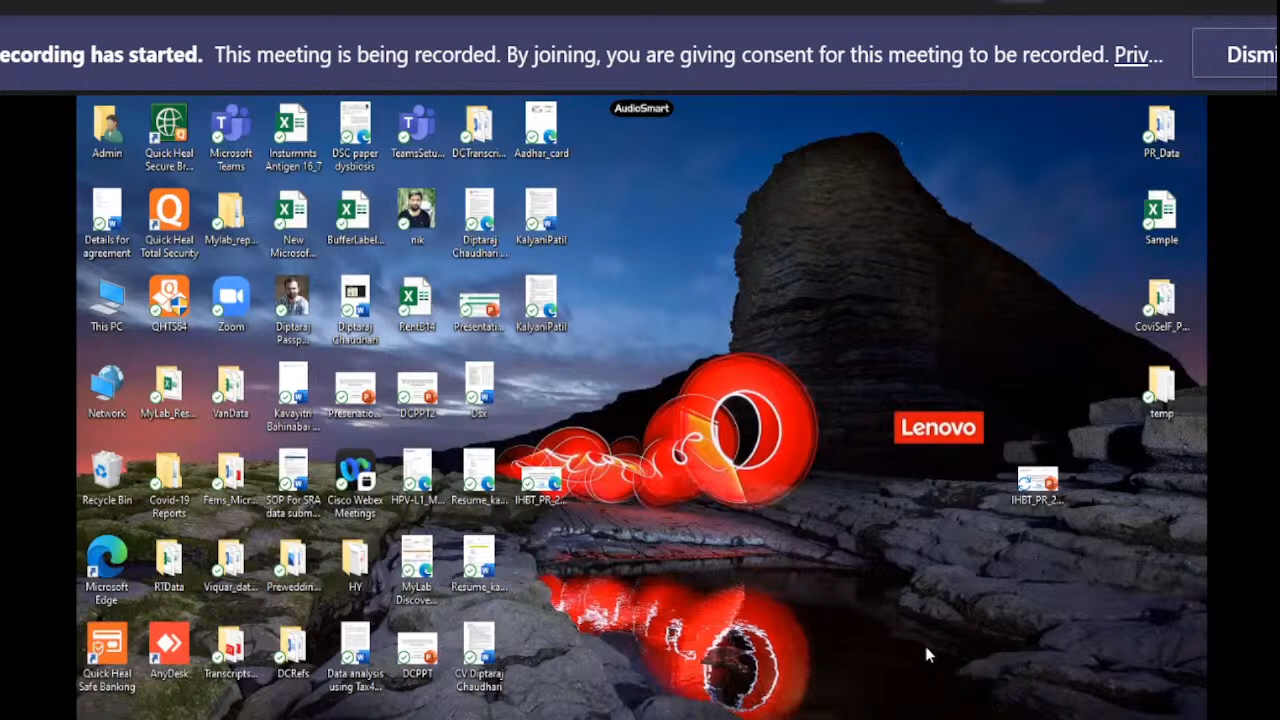 ecording has started. This meeting is being recorded. By joining, you are giving consent for this meeting to be recorded. Priv...
Dismi
AudioSmart
Admin
Quick Heal
Secure Br...
Microsoft
Teams
Insturmnts
Antigen 16_7
DSC paper
dysbiosis
TeamsSetu...
DCTranscri...
Aadhar_card
PR_Data
Details for
agreement
Quick Heal
Total Security
Mylab_rep...
New
Microsof...
BufferLabel...
nik
Diptaraj
Chaudhari ...
KalyaniPatil
Sample
This PC
QHTS64
Zoom
Diptaraj
Passp...
Diptaraj
Chaudhari
RentB14
Presentati...
KalyaniPatil
CoviSelF_P...
Network
MyLab_Res...
VanData
Kavayitri
Bahinabai ...
Presenatio...
DCPP12
Dsx
temp
Lenovo
Recycle Bin
Covid-19
Reports
Fems_Micr...
SOP For SRA
data subm...
Cisco Webex
Meetings
HPV-L1_M...
Resume_ka...
IHBT_PR_2...
IHBT_PR_2...
Microsoft
Edge
RTData
Viquar_dat...
Preweddin...
HY
MyLab
Discove...
Resume_ka...
Quick Heal
Safe Banking
AnyDesk
Transcripts...
DCRefs
Data analysis
using Tax4...
DCPPT
CV Diptaraj
Chaudhari